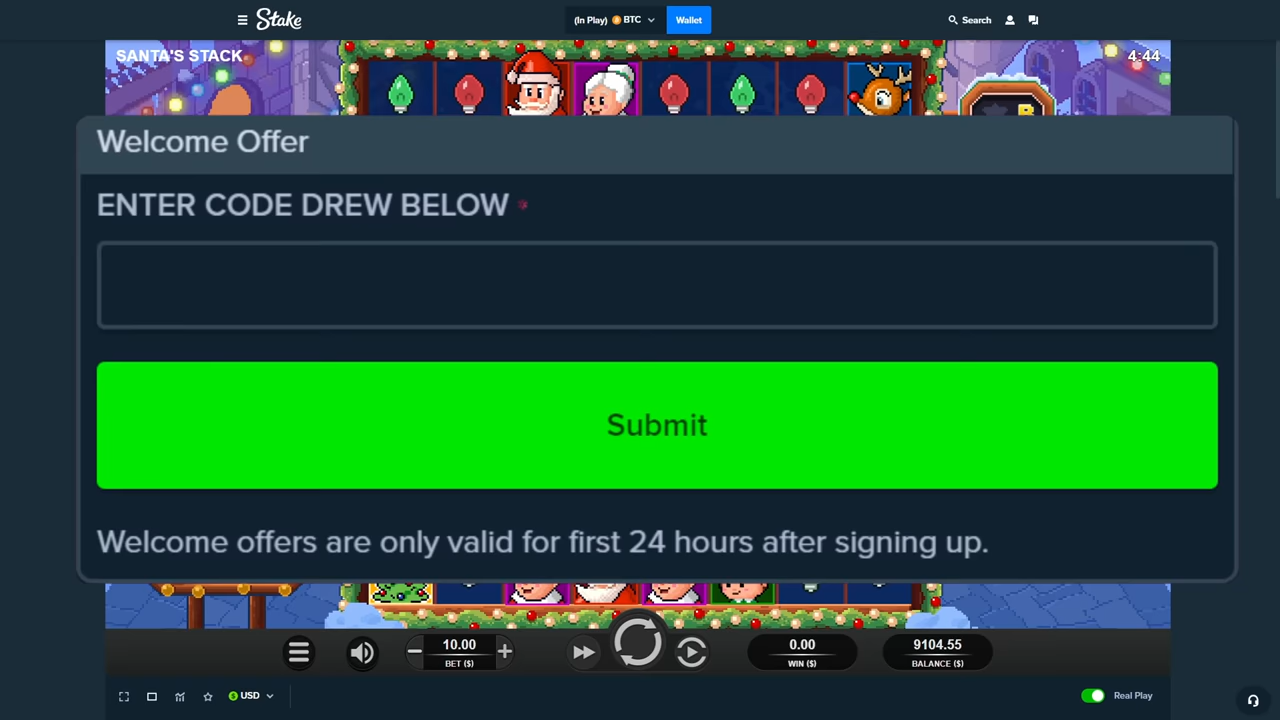 Stake
(In Play) BTC
Wallet
Search
SANTA'S STACK
4:44
B
Welcome Offer
ENTER CODE DREW BELOW *
Submit
Welcome offers are only valid for first 24 hours after signing up.
10.00
BET ($)
0.00
WIN ($)
9104.55
BALANCE ($)
USD
Real Play